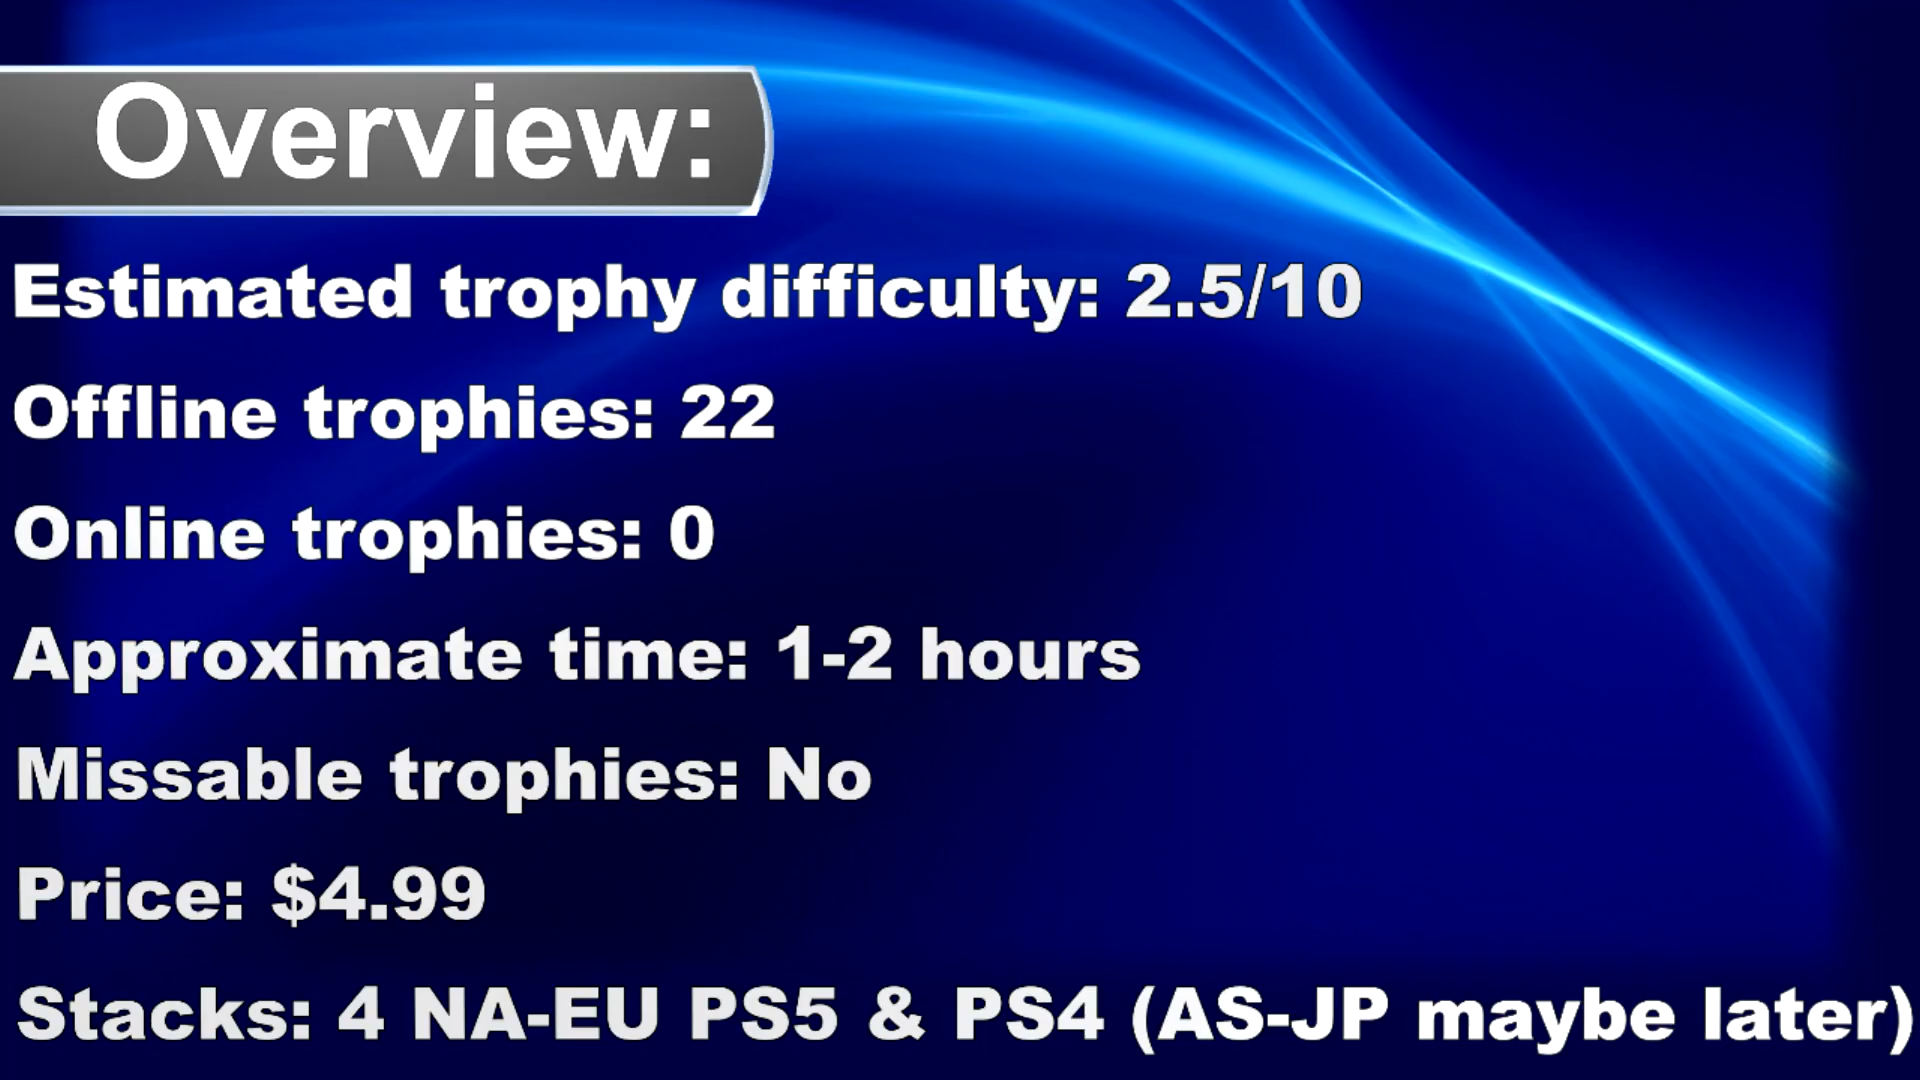 Overview:
Estimated trophy difficulty: 2.5/10
Offline trophies: 22
Online trophies: 0
Approximate time: 1-2 hours
Missable trophies: No
Price: $4.99
Stacks: 4 NA-EU PS5 & PS4 (AS-JP maybe later)